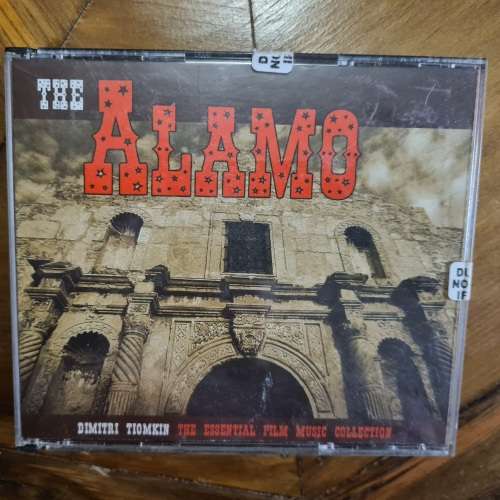 THE ALAMO
DIMITRI TIOMKIN THE ESSENTIAL FILM MUSIC COLLECTION